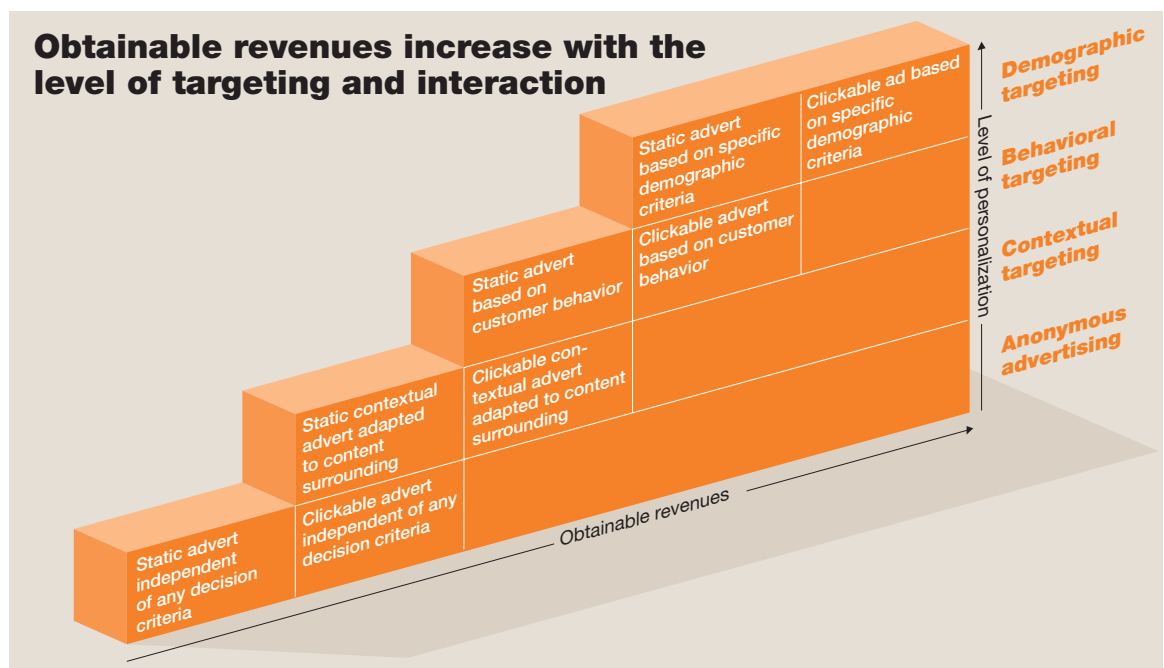 Obtainable revenues increase with the
level of targeting and interaction
Static advert
based on specific
demographic
criteria
Clickable ad based
on specific
demographic
criteria
Demographic
targeting
Static advert
based on
customer behavior
Clickable advert
based on customer
behavior
Behavioral
targeting
Static contextual
advert adapted
to content
surrounding
Clickable con-
textual advert
adapted to content
surrounding
Contextual
targeting
Static advert
independent
of any decision
criteria
Clickable advert
independent of any
decision criteria
Anonymous
advertising
Level of personalization
Obtainable revenues